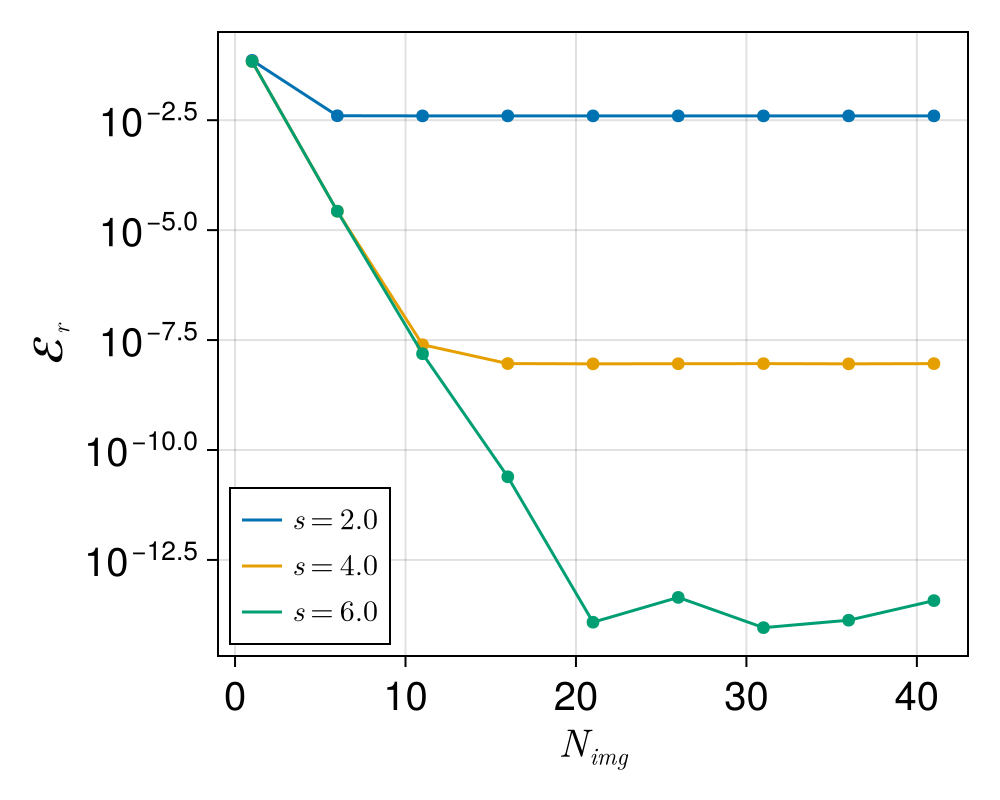 10^{-2.5}
10^{-5.0}
10^{-7.5}
10^{-10.0}
10^{-12.5}
ℰ_r
s = 2.0
s = 4.0
s = 6.0
0 10 20 30 40
N_{img}